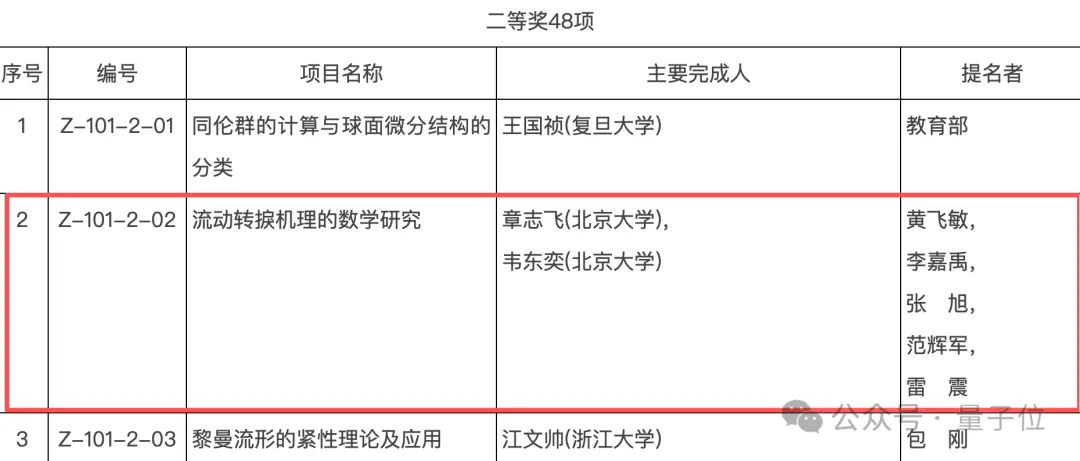 二等奖48项
序号 编号 项目名称 主要完成人 提名者
1 Z-101-2-01 同伦群的计算与球面微分结构的 王国祯(复旦大学) 教育部
分类
2 Z-101-2-02 流动转捩机理的数学研究 章志飞(北京大学), 黄飞敏,
韦东奕(北京大学) 李嘉禹,
张 旭,
范辉军,
雷 震
公众号 · 量子位
3 Z-101-2-03 黎曼流形的紧性理论及应用 江文帅(浙江大学) 包 刚